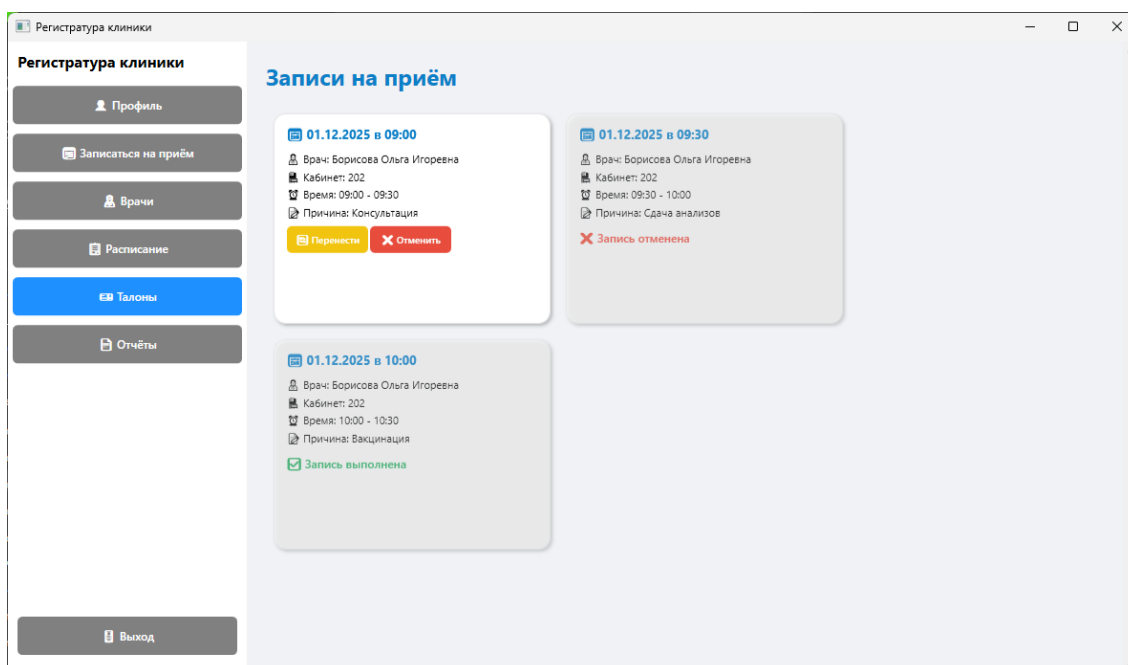 Регистратура клиники
Регистратура клиники
Профиль
Записаться на приём
Врачи
Расписание
Талоны
Отчёты
Выход
Записи на приём
01.12.2025 в 09:00
Врач: Борисова Ольга Игоревна
Кабинет: 202
Время: 09:00 - 09:30
Причина: Консультация
Перенести Отменить
01.12.2025 в 09:30
Врач: Борисова Ольга Игоревна
Кабинет: 202
Время: 09:30 - 10:00
Причина: Сдача анализов
Запись отменена
01.12.2025 в 10:00
Врач: Борисова Ольга Игоревна
Кабинет: 202
Время: 10:00 - 10:30
Причина: Вакцинация
Запись выполнена